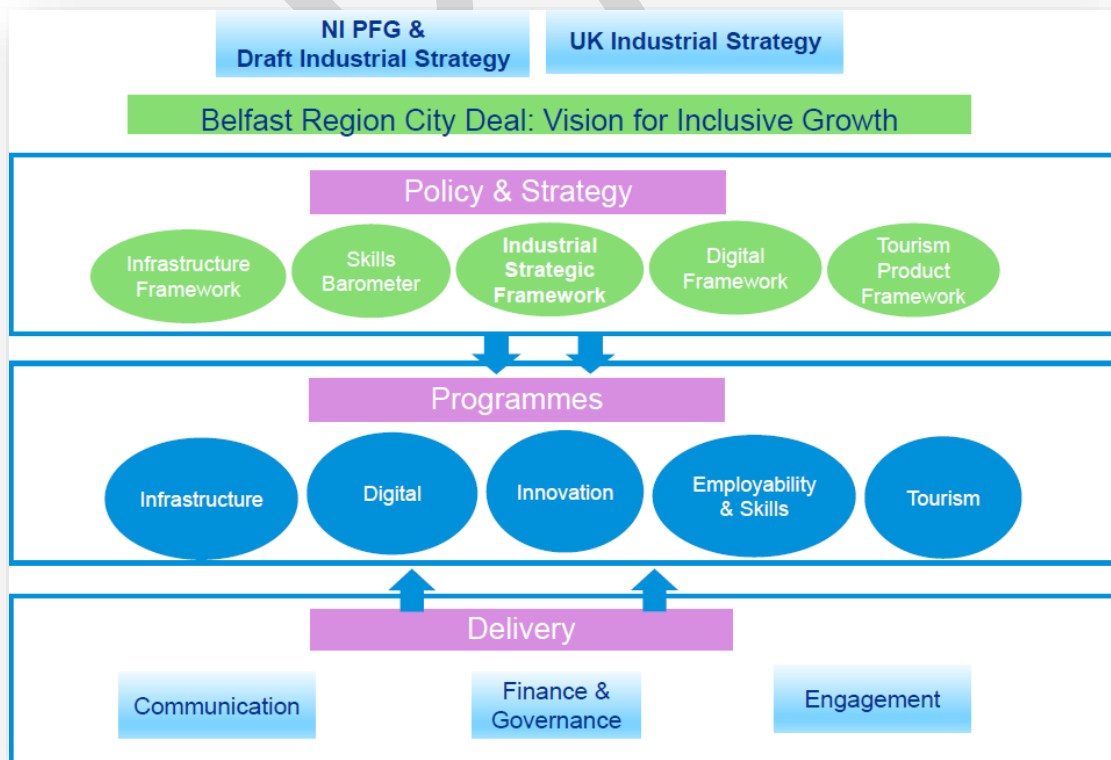 NI PFG &
Draft Industrial Strategy
UK Industrial Strategy
Belfast Region City Deal: Vision for Inclusive Growth
Policy & Strategy
Infrastructure
Framework
Skills
Barometer
Industrial
Strategic
Framework
Digital
Framework
Tourism
Product
Framework
Programmes
Infrastructure
Digital
Innovation
Employability
& Skills
Tourism
Delivery
Communication
Finance &
Governance
Engagement